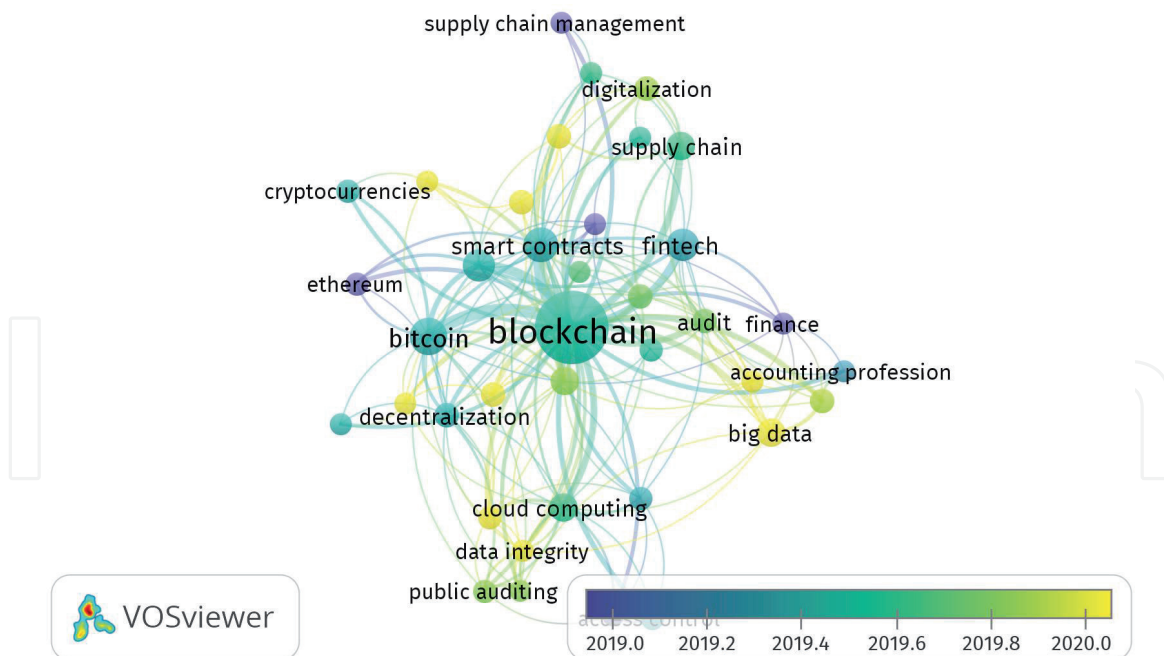 supply chain management
digitalization
supply chain
cryptocurrencies
smart contracts
fintech
ethereum
bitcoin
blockchain
audit
finance
accounting profession
decentralization
big data
cloud computing
data integrity
public auditing
access control
VOSviewer
2019.0
2019.2
2019.4
2019.6
2019.8
2020.0